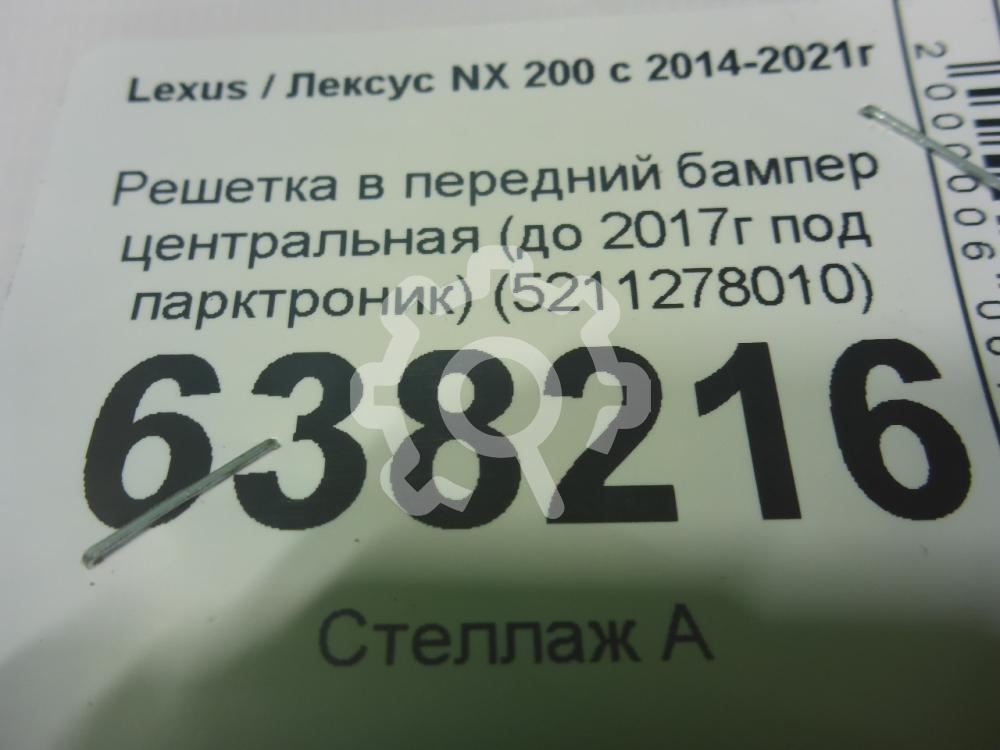 Lexus / Лексус NX 200 с 2014-2021г
Решетка в передний бампер
центральная (до 2017г под
парктроник) (5211278010)
638216
Стеллаж А